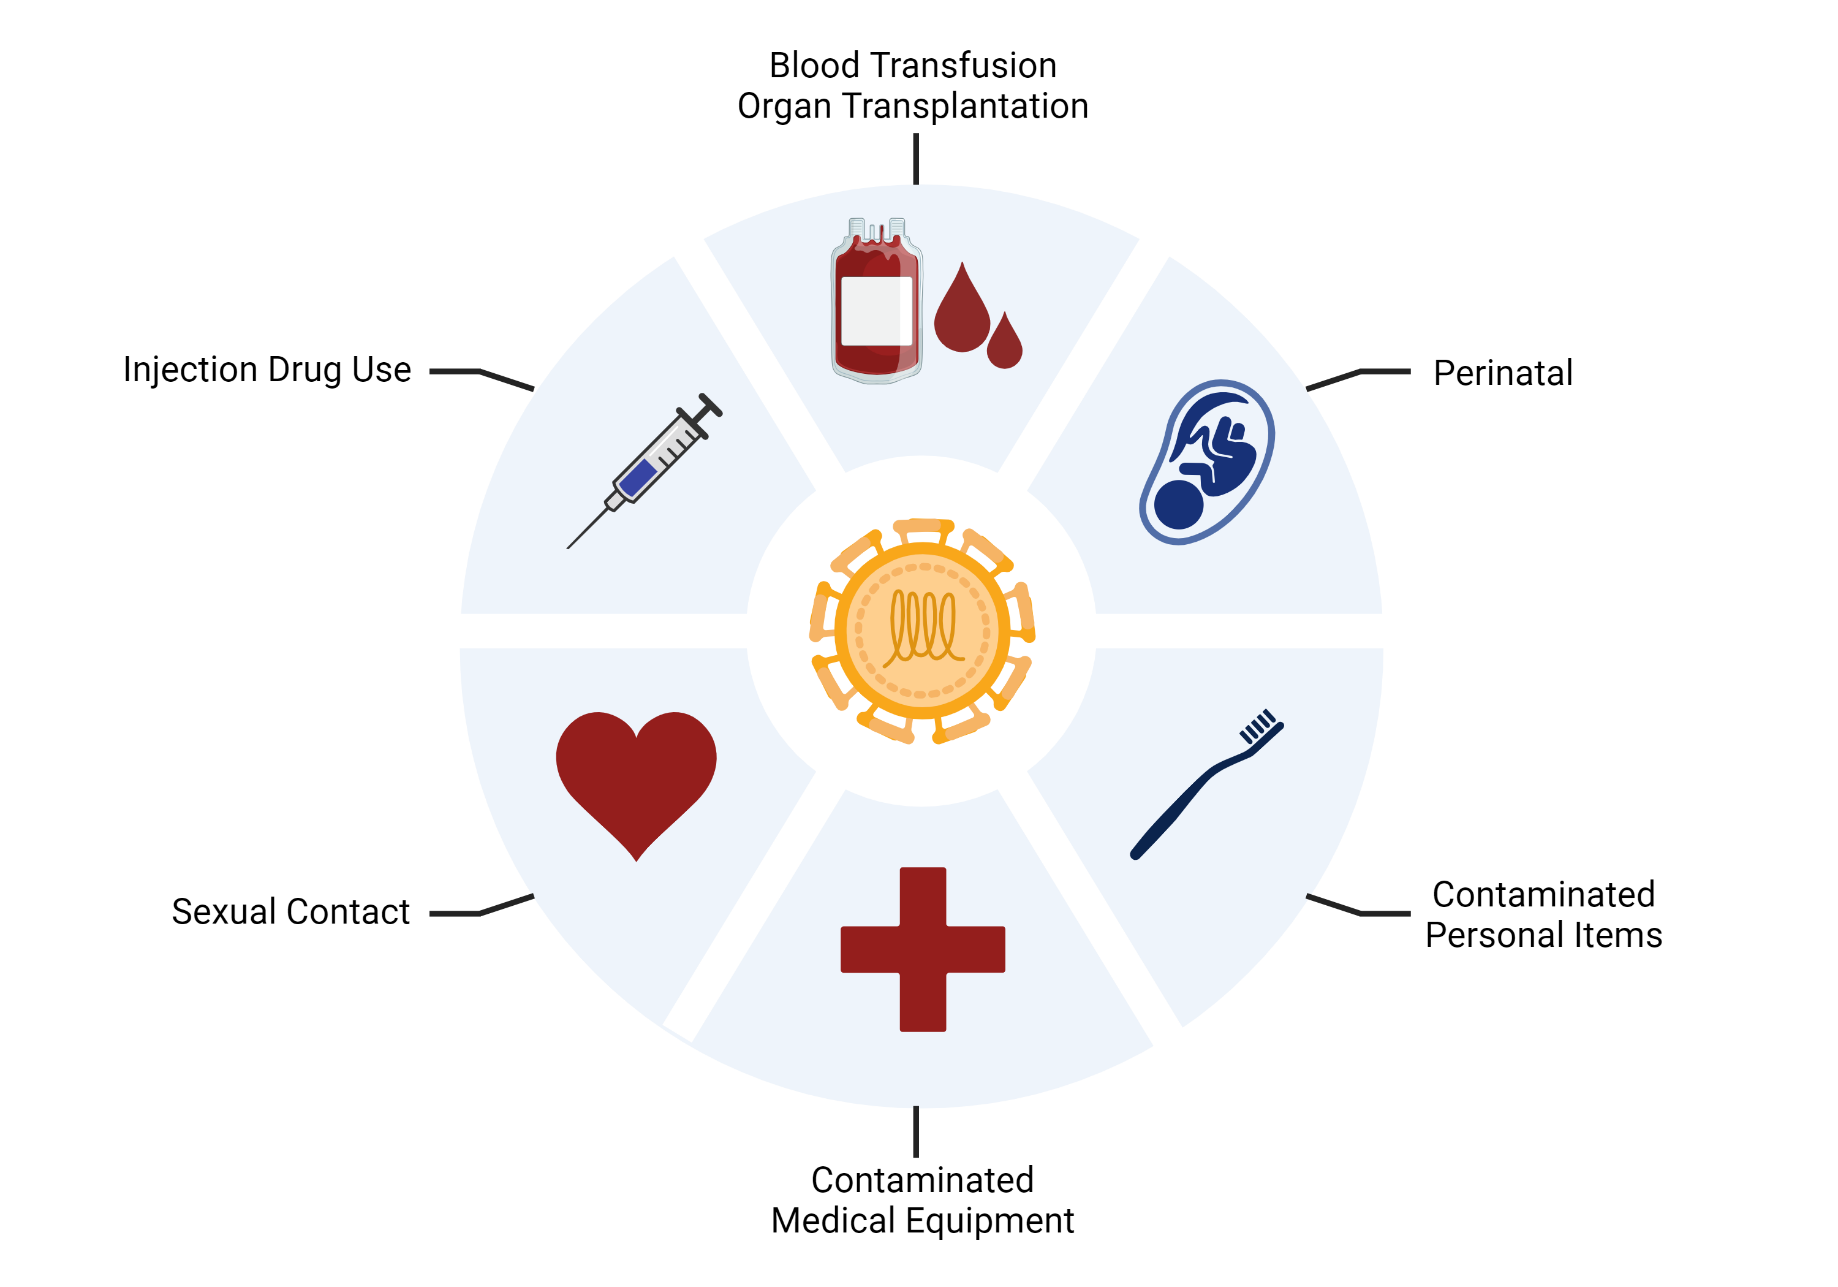 Blood Transfusion
Organ Transplantation
Injection Drug Use
Perinatal
Sexual Contact
Contaminated
Personal Items
Contaminated
Medical Equipment